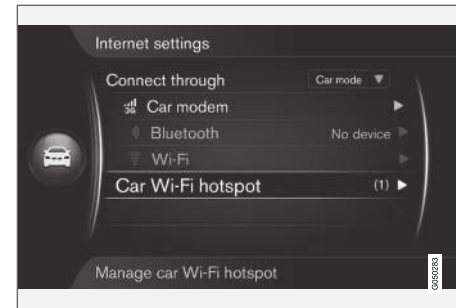 Internet settings
Connect through Car mode
3G Car modem
Bluetooth No device
Wi-Fi
Car Wi-Fi hotspot (1)
Manage car Wi-Fi hotspot
G050283